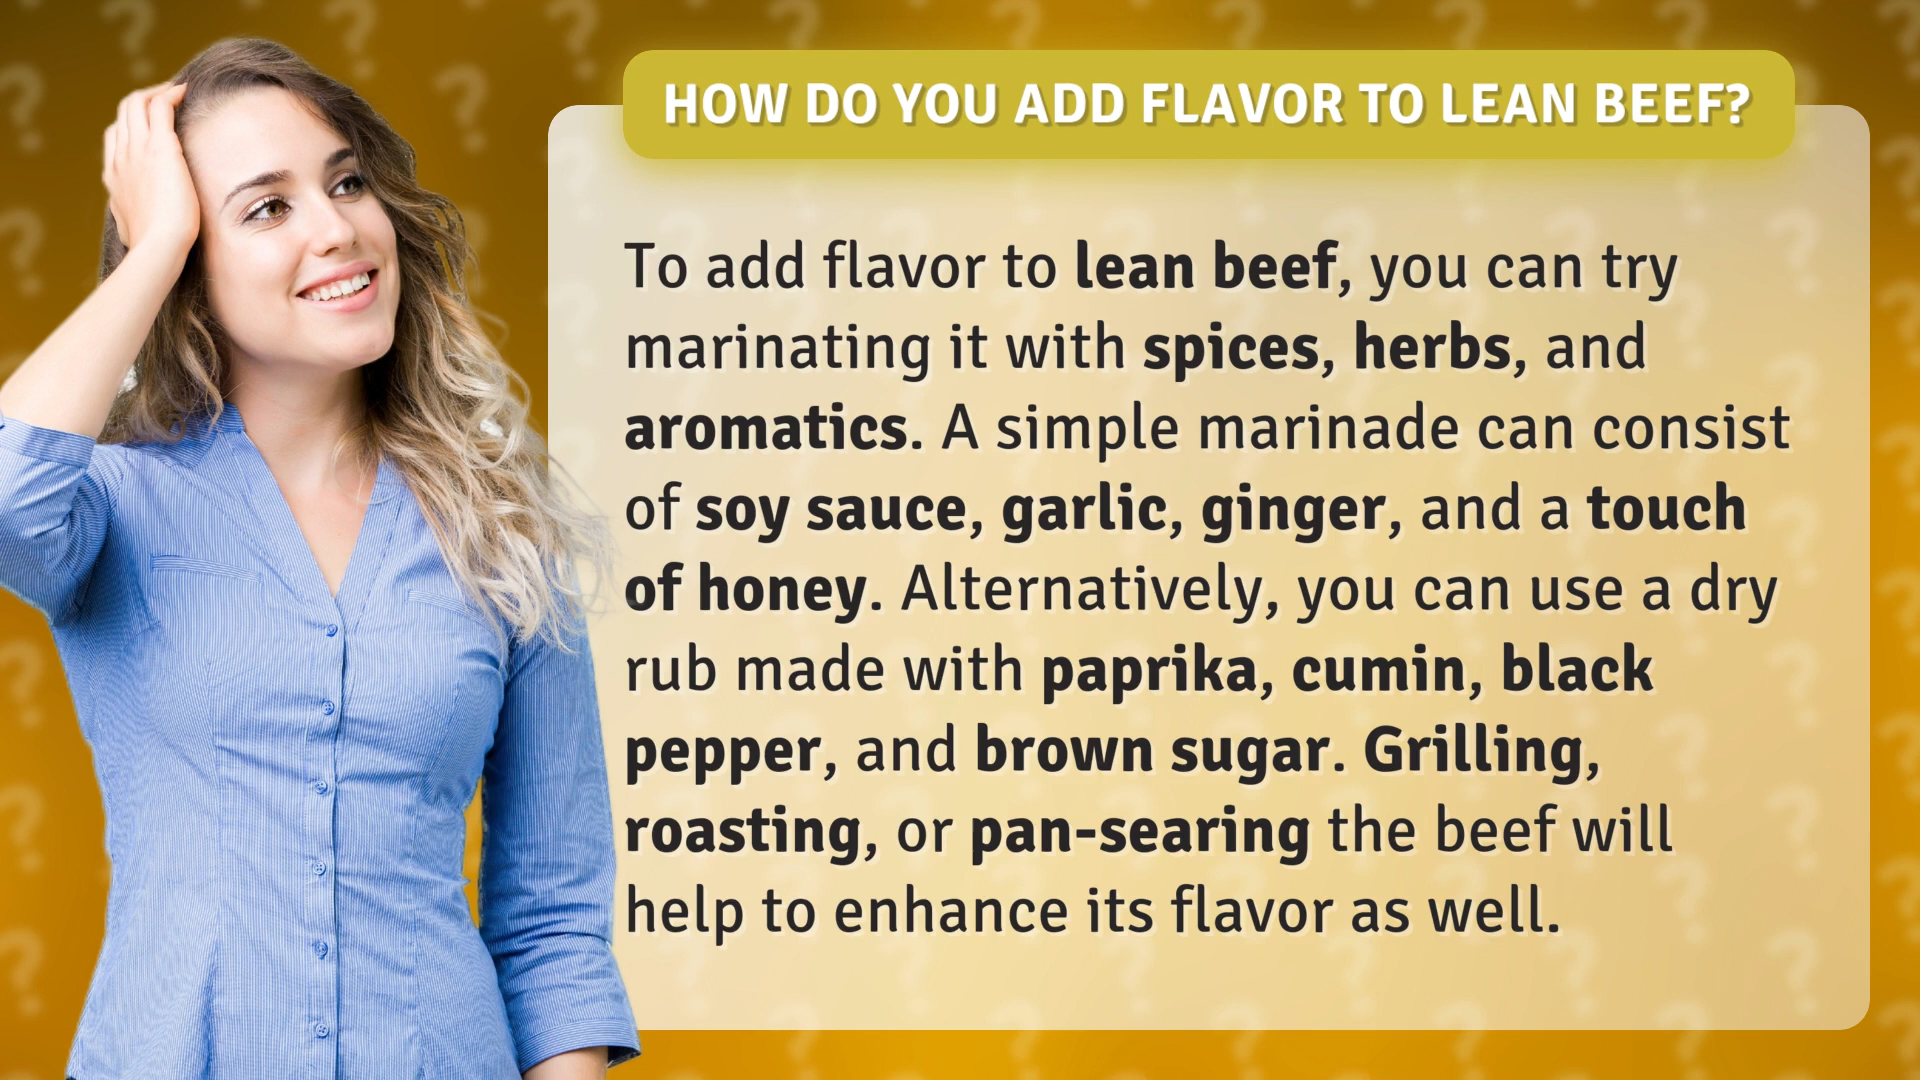 HOW DO YOU ADD FLAVOR TO LEAN BEEF?
To add flavor to lean beef, you can try
marinating it with spices, herbs, and
aromatics. A simple marinade can consist
of soy sauce, garlic, ginger, and a touch
of honey. Alternatively, you can use a dry
rub made with paprika, cumin, black
pepper, and brown sugar. Grilling,
roasting, or pan-searing the beef will
help to enhance its flavor as well.